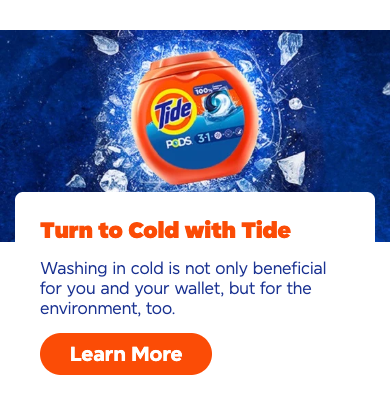 100%
Tide
PODS 3in1
Turn to Cold with Tide
Washing in cold is not only beneficial
for you and your wallet, but for the
environment, too.
Learn More